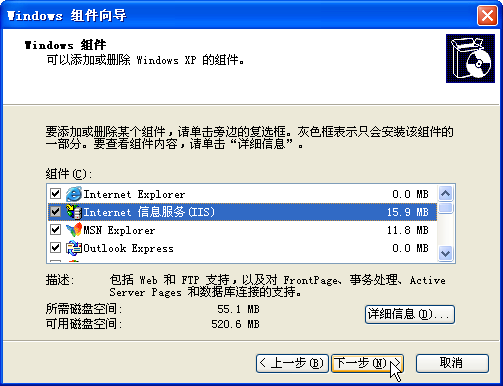 Windows 组件向导
Windows 组件
可以添加或删除 Windows XP 的组件。
要添加或删除某个组件，请单击旁边的复选框。灰色框表示只会安装该组件的
一部分。要查看组件内容，请单击“详细信息”。
组件(C):
Internet Explorer 0.0 MB
Internet 信息服务(IIS) 15.9 MB
MSN Explorer 11.8 MB
Outlook Express 0.0 MB
描述: 包括 Web 和 FTP 支持，以及对 FrontPage、事务处理、Active
Server Pages 和数据库连接的支持。
所需磁盘空间: 55.1 MB
可用磁盘空间: 520.6 MB
详细信息(D)...
< 上一步(B) 下一步(N) > 取消